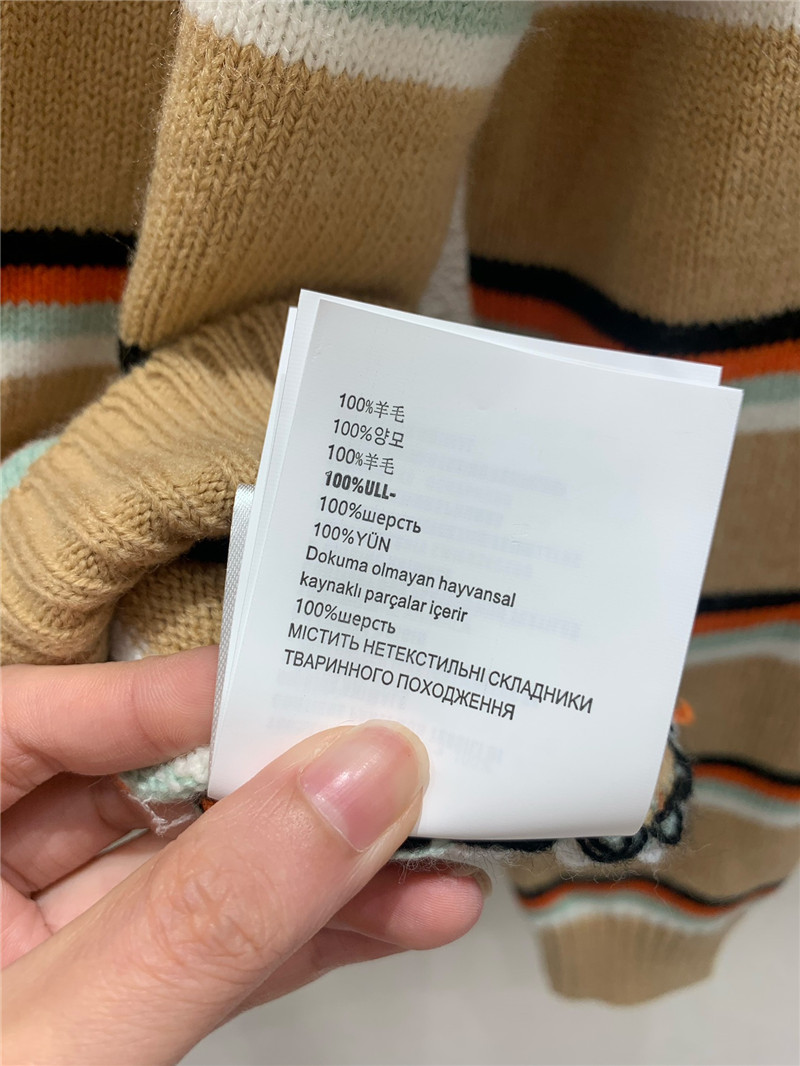 100%羊毛
100%양모
100%羊毛
100%ULL-
100%шерсть
100%YÜN
Dokuma olmayan hayvansal
kaynaklı parçalar içerir
100%шерсть
МІСТИТЬ НЕТЕКСТИЛЬНІ СКЛАДНИКИ
ТВАРИННОГО ПОХОДЖЕННЯ